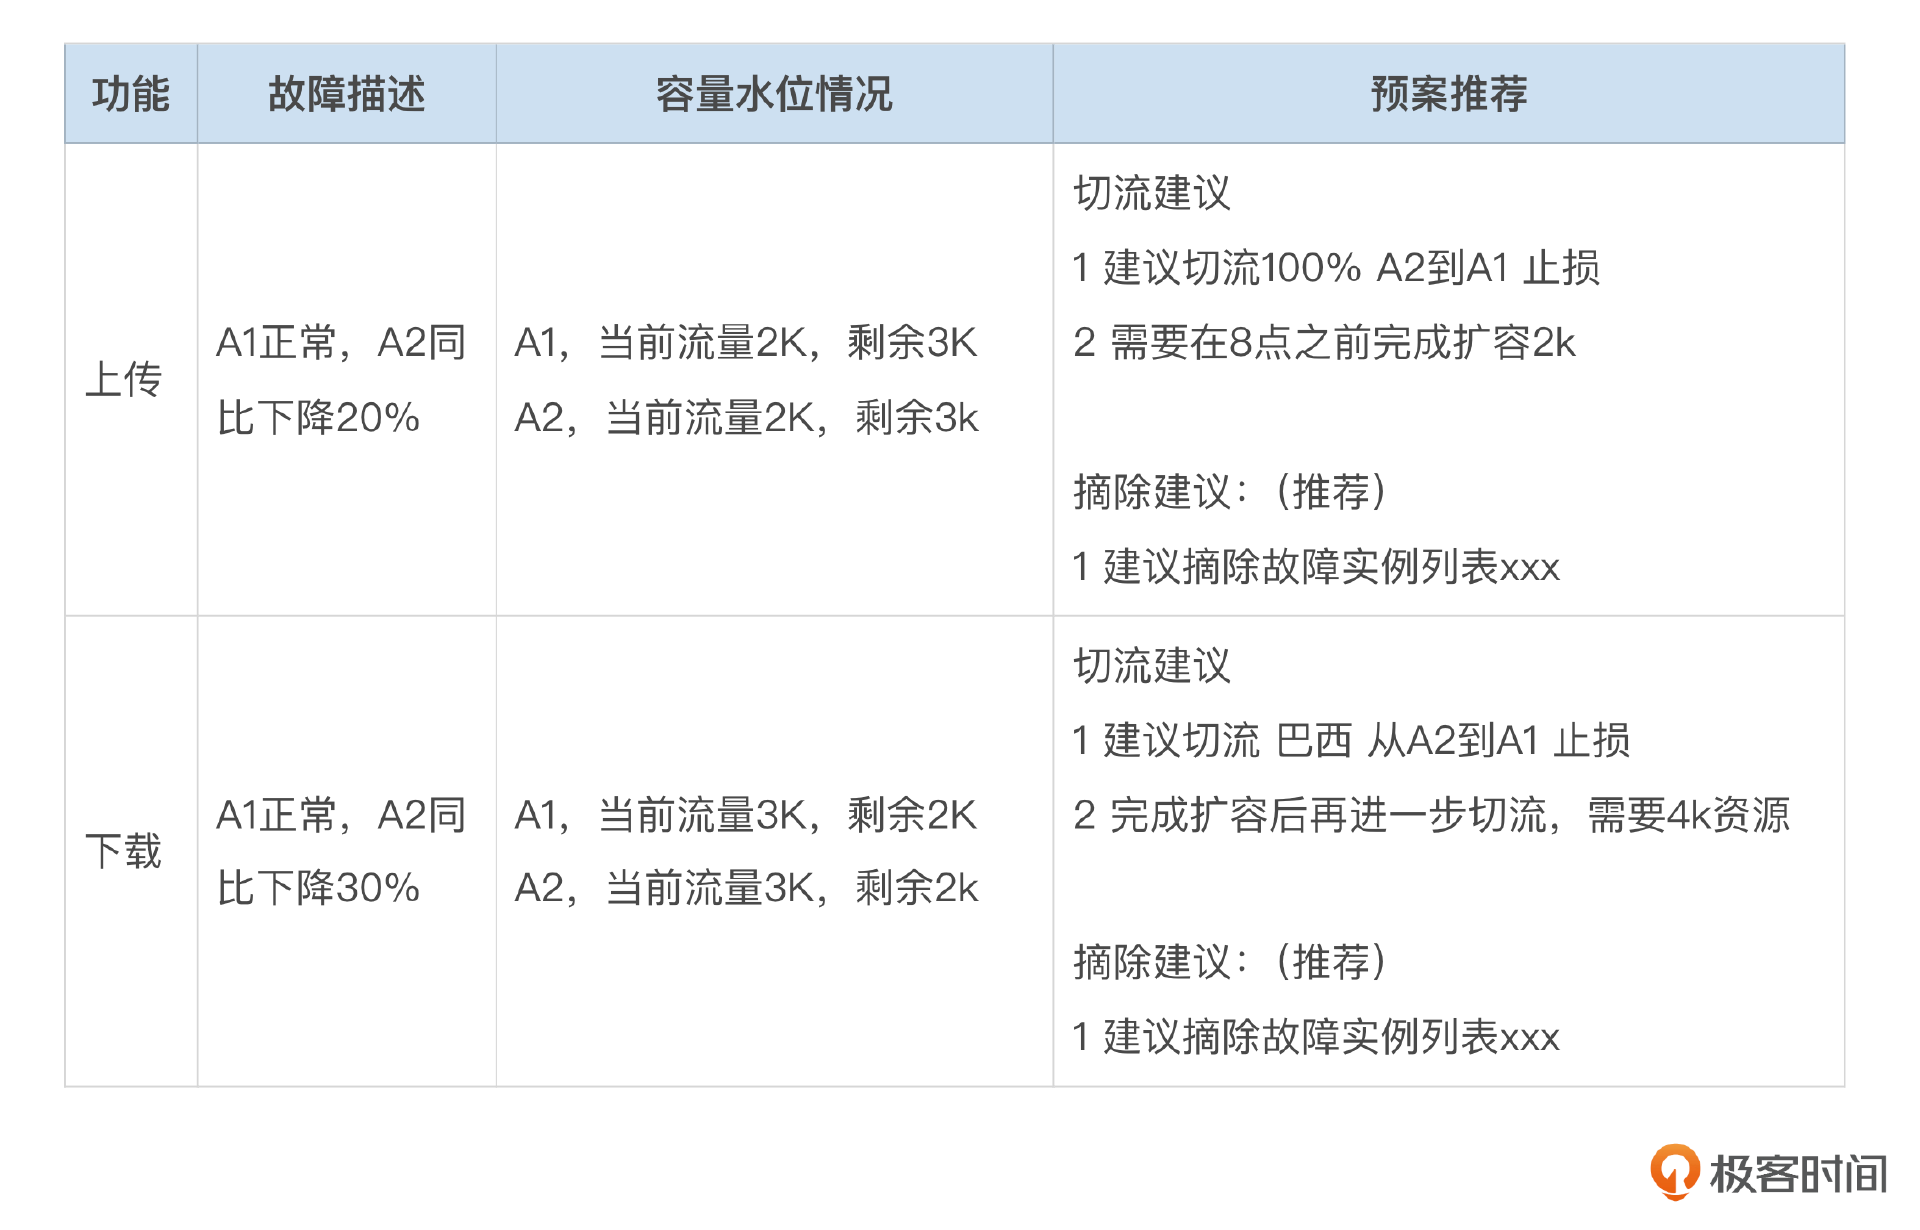 功能 故障描述 容量水位情况 预案推荐
上传
A1正常，A2同
比下降20%
A1，当前流量2K，剩余3K
A2，当前流量2K，剩余3k
切流建议
1 建议切流100% A2到A1 止损
2 需要在8点之前完成扩容2k
摘除建议：（推荐）
1 建议摘除故障实例列表xxx
下载
A1正常，A2同
比下降30%
A1，当前流量3K，剩余2K
A2，当前流量3K，剩余2k
切流建议
1 建议切流 巴西 从A2到A1 止损
2 完成扩容后再进一步切流，需要4k资源
摘除建议：（推荐）
1 建议摘除故障实例列表xxx
极客时间